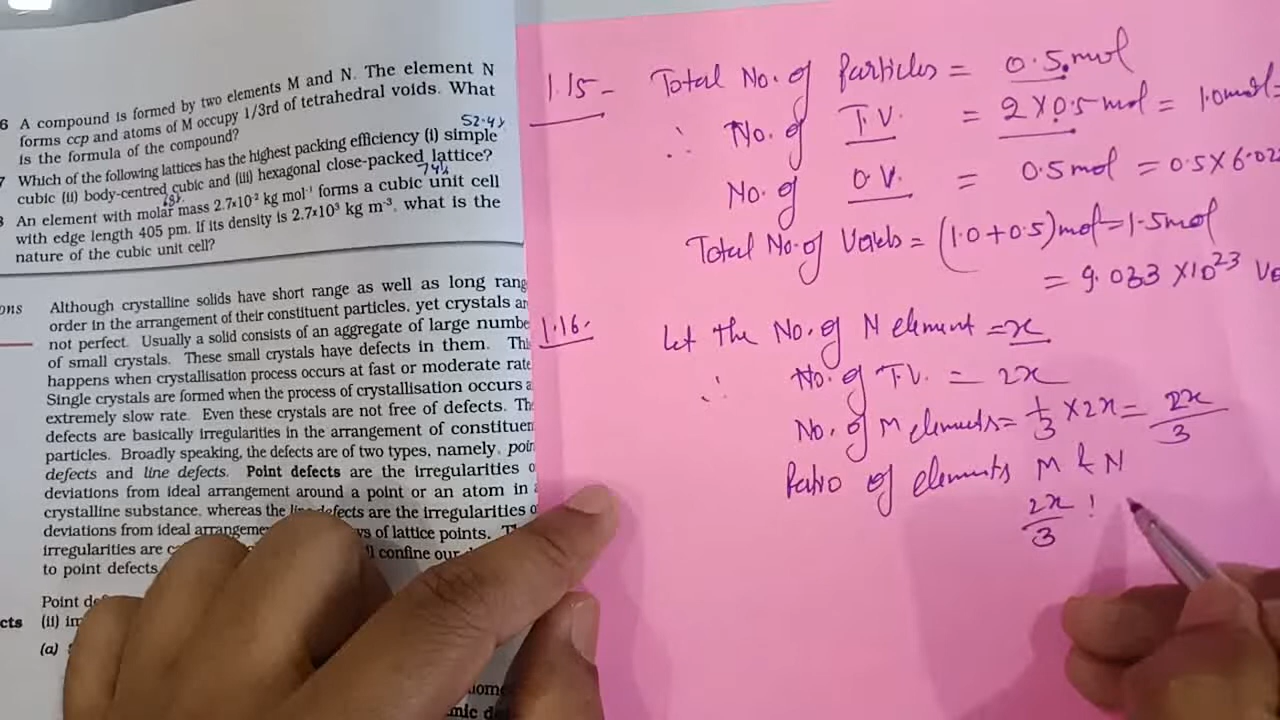 6 A compound is formed by two elements M and N. The element N
forms ccp and atoms of M occupy 1/3rd of tetrahedral voids. What
is the formula of the compound?
52.4%
7 Which of the following lattices has the highest packing efficiency (i) simple
cubic (ii) body-centred cubic and (iii) hexagonal close-packed lattice?
68% 74%
8 An element with molar mass 2.7×10⁻² kg mol⁻¹ forms a cubic unit cell
with edge length 405 pm. If its density is 2.7×10³ kg m⁻³, what is the
nature of the cubic unit cell?
ons
Although crystalline solids have short range as well as long rang
order in the arrangement of their constituent particles, yet crystals ar
not perfect. Usually a solid consists of an aggregate of large numbe
of small crystals. These small crystals have defects in them. This
happens when crystallisation process occurs at fast or moderate rate
Single crystals are formed when the process of crystallisation occurs a
extremely slow rate. Even these crystals are not free of defects. The
defects are basically irregularities in the arrangement of constituen
particles. Broadly speaking, the defects are of two types, namely, poin
defects and line defects. Point defects are the irregularities o
deviations from ideal arrangement around a point or an atom in a
crystalline substance, whereas the line defects are the irregularities o
deviations from ideal arrangemen ws of lattice points. T
irregularities are c ll confine our
to point defects.
Point de
cts (ii) im
(a)
1.15- Total No. of Particles = 0.5 mol
∴ No. of T.V. = 2×0.5 mol = 1.0 mol =
No. of O.V. = 0.5 mol = 0.5×6.02
Total No. of Voids = (1.0+0.5) mol = 1.5 mol
= 9.033 ×10²³
1.16. Let the No. of N element = x
∴ No. of T.V. = 2x
No. of M elements = 1/3 ×2x = 2x/3
Ratio of elements M & N
2x/3 :